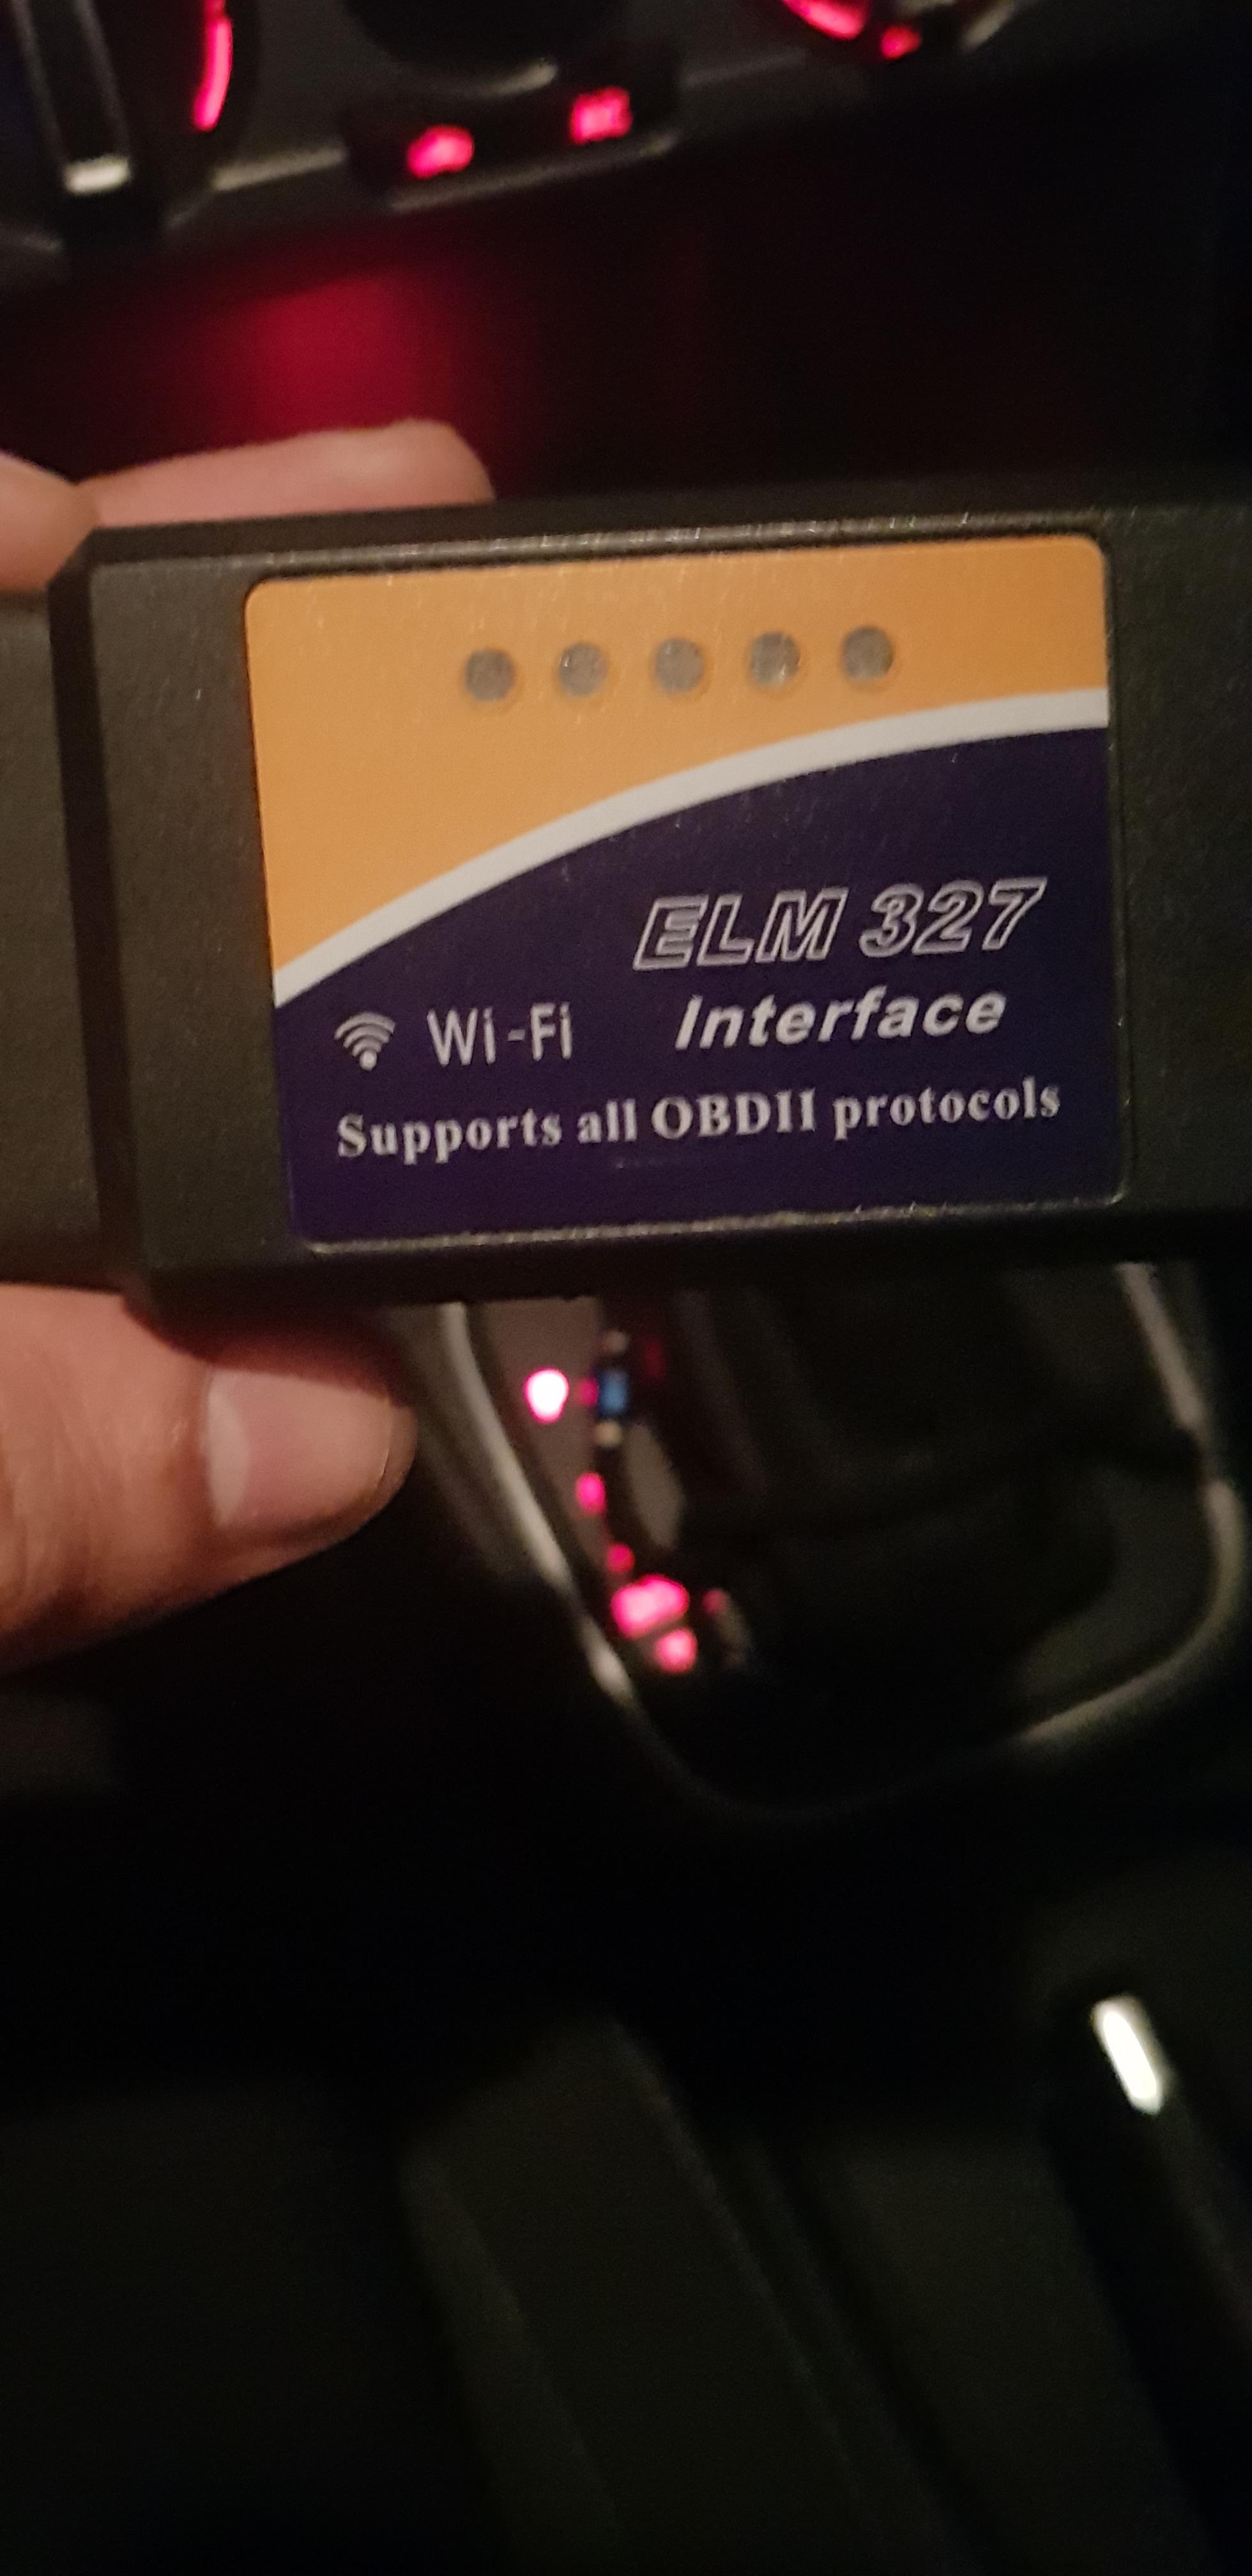 ELM 327
Wi-Fi Interface
Supports all OBDII protocols